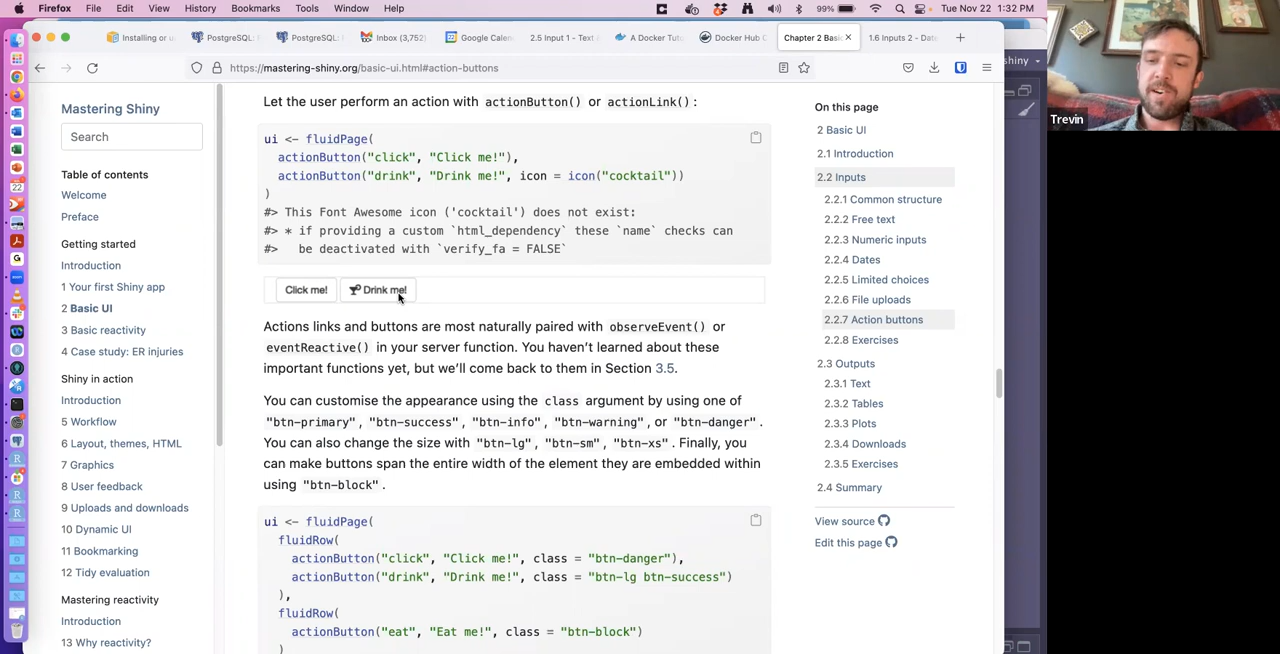 Firefox File Edit View History Bookmarks Tools Window Help 99% Tue Nov 22 1:32 PM
Installing or u PostgreSQL: PostgreSQL: Inbox (3,752) Google Calen 2.5 Input 1 - Text A Docker Tut Docker Hub C Chapter 2 Basic 1.6 Inputs 2 - Date
https://mastering-shiny.org/basic-ui.html#action-buttons
shiny
Trevin
Mastering Shiny
Search
Table of contents
Welcome
Preface
Getting started
Introduction
1 Your first Shiny app
2 Basic UI
3 Basic reactivity
4 Case study: ER injuries
Shiny in action
Introduction
5 Workflow
6 Layout, themes, HTML
7 Graphics
8 User feedback
9 Uploads and downloads
10 Dynamic UI
11 Bookmarking
12 Tidy evaluation
Mastering reactivity
Introduction
13 Why reactivity?
Let the user perform an action with actionButton() or actionLink():
ui <- fluidPage(
actionButton("click", "Click me!"),
actionButton("drink", "Drink me!", icon = icon("cocktail"))
)
#> This Font Awesome icon ('cocktail') does not exist:
#> * if providing a custom `html_dependency` these `name` checks can
#> be deactivated with `verify_fa = FALSE`
Click me! Drink me!
Actions links and buttons are most naturally paired with observeEvent() or
eventReactive() in your server function. You haven't learned about these
important functions yet, but we'll come back to them in Section 3.5.
You can customise the appearance using the class argument by using one of
"btn-primary", "btn-success", "btn-info", "btn-warning", or "btn-danger".
You can also change the size with "btn-lg", "btn-sm", "btn-xs". Finally, you
can make buttons span the entire width of the element they are embedded within
using "btn-block".
ui <- fluidPage(
fluidRow(
actionButton("click", "Click me!", class = "btn-danger"),
actionButton("drink", "Drink me!", class = "btn-lg btn-success")
),
fluidRow(
actionButton("eat", "Eat me!", class = "btn-block")
)
On this page
2 Basic UI
2.1 Introduction
2.2 Inputs
2.2.1 Common structure
2.2.2 Free text
2.2.3 Numeric inputs
2.2.4 Dates
2.2.5 Limited choices
2.2.6 File uploads
2.2.7 Action buttons
2.2.8 Exercises
2.3 Outputs
2.3.1 Text
2.3.2 Tables
2.3.3 Plots
2.3.4 Downloads
2.3.5 Exercises
2.4 Summary
View source
Edit this page